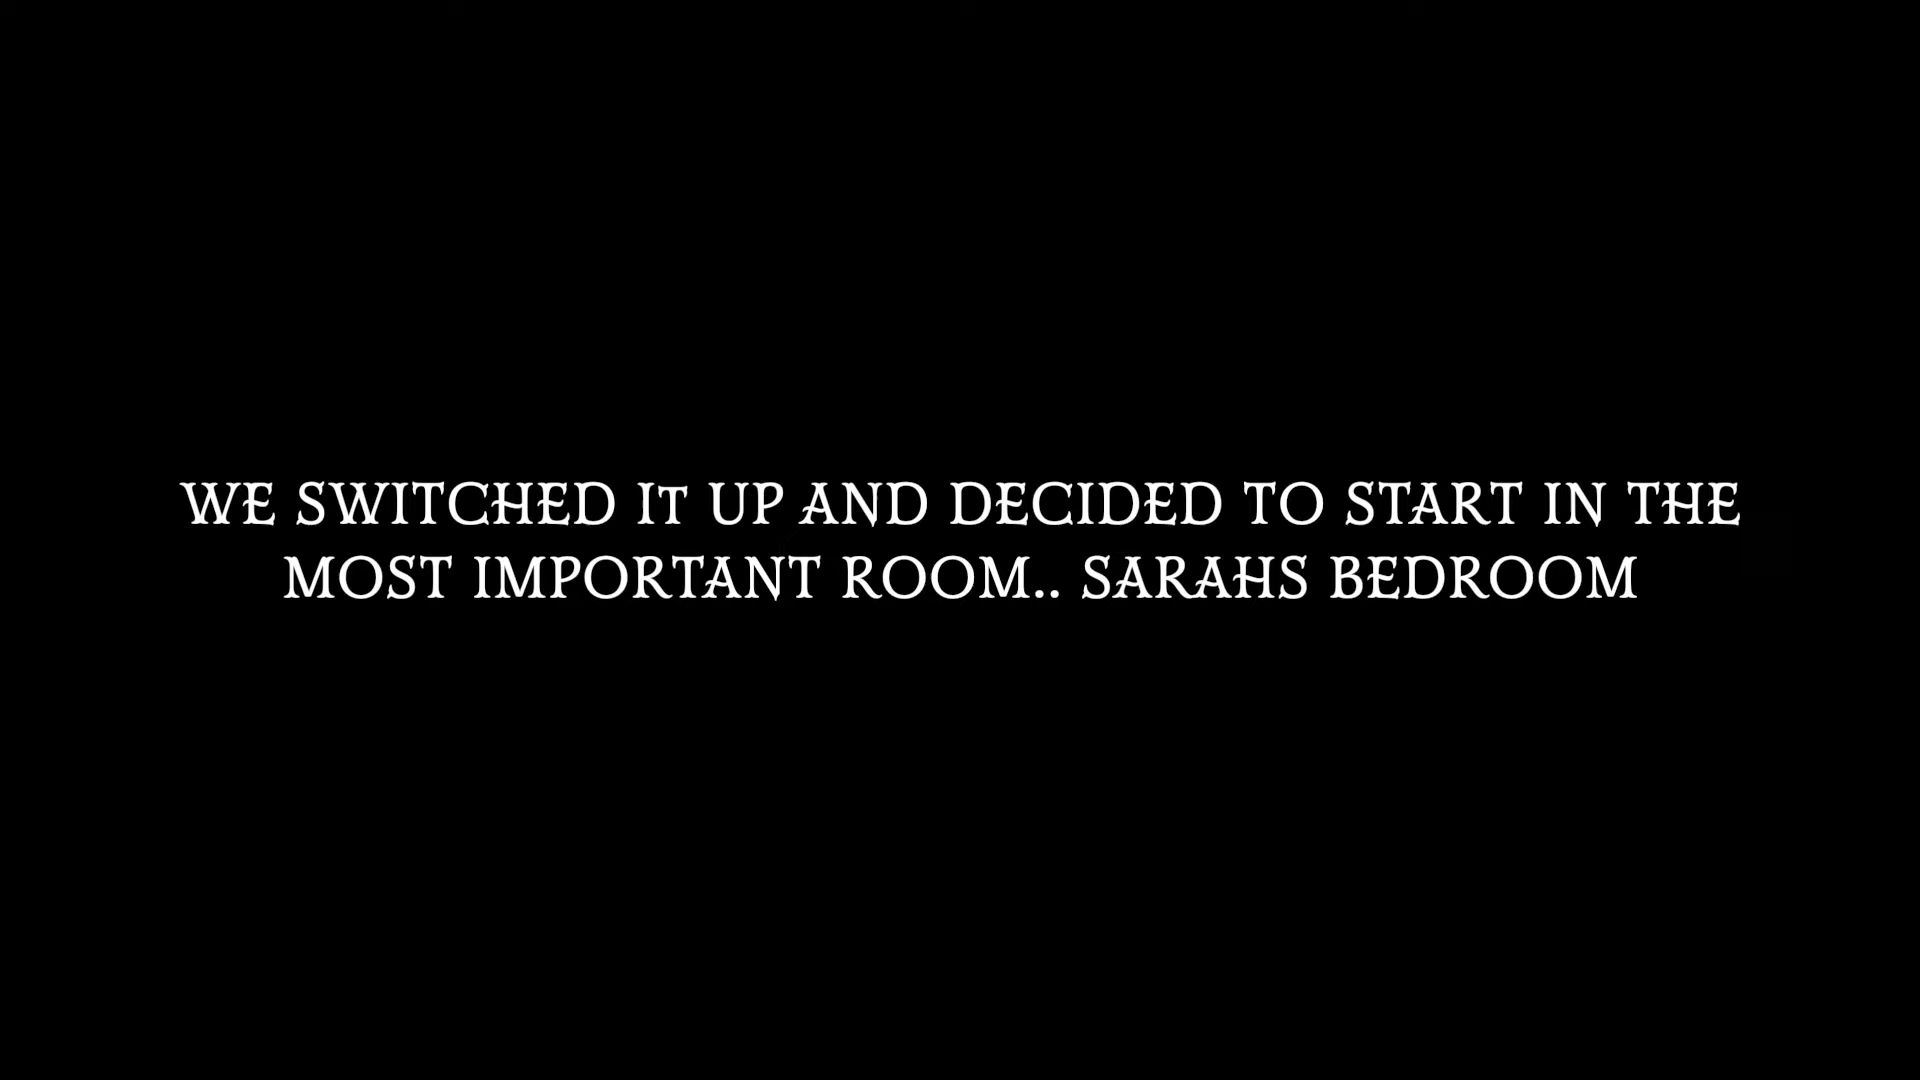 WE SWITCHED IT UP AND DECIDED TO START IN THE
MOST IMPORTANT ROOM.. SARAHS BEDROOM